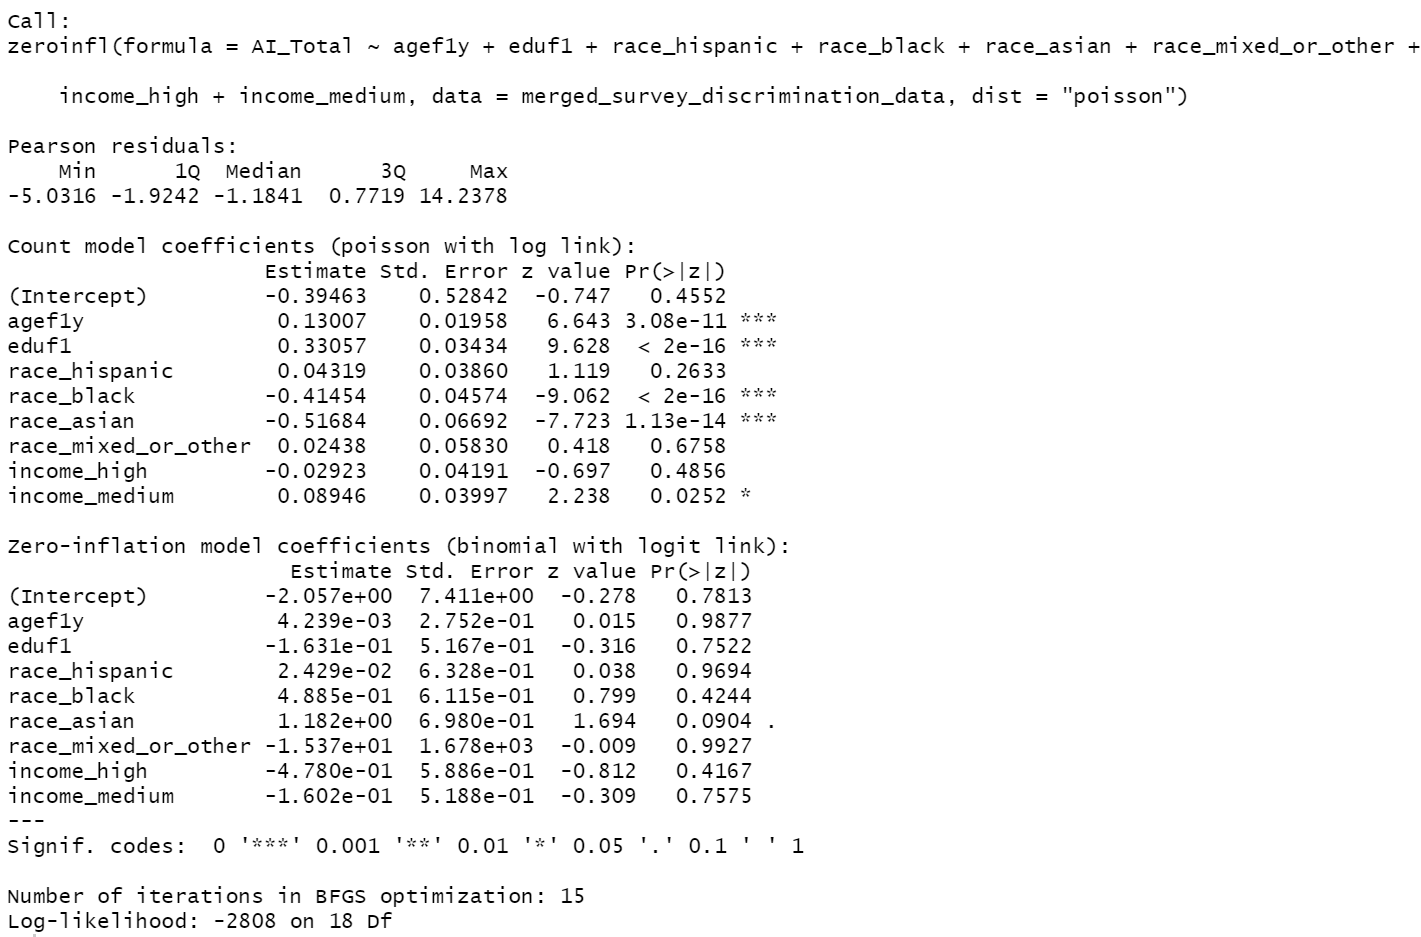 Call:
zeroinfl(formula = AI_Total ~ agef1y + eduf1 + race_hispanic + race_black + race_asian + race_mixed_or_other +
    income_high + income_medium, data = merged_survey_discrimination_data, dist = "poisson")
Pearson residuals:
    Min      1Q  Median      3Q     Max
-5.0316 -1.9242 -1.1841  0.7719 14.2378
Count model coefficients (poisson with log link):
                    Estimate Std. Error z value Pr(>|z|)
(Intercept)         -0.39463    0.52842  -0.747   0.4552
agef1y               0.13007    0.01958   6.643 3.08e-11 ***
eduf1                0.33057    0.03434   9.628  < 2e-16 ***
race_hispanic        0.04319    0.03860   1.119   0.2633
race_black          -0.41454    0.04574  -9.062  < 2e-16 ***
race_asian          -0.51684    0.06692  -7.723 1.13e-14 ***
race_mixed_or_other  0.02438    0.05830   0.418   0.6758
income_high         -0.02923    0.04191  -0.697   0.4856
income_medium        0.08946    0.03997   2.238   0.0252 *
Zero-inflation model coefficients (binomial with logit link):
                      Estimate Std. Error z value Pr(>|z|)
(Intercept)         -2.057e+00  7.411e+00  -0.278   0.7813
agef1y               4.239e-03  2.752e-01   0.015   0.9877
eduf1               -1.631e-01  5.167e-01  -0.316   0.7522
race_hispanic        2.429e-02  6.328e-01   0.038   0.9694
race_black           4.885e-01  6.115e-01   0.799   0.4244
race_asian           1.182e+00  6.980e-01   1.694   0.0904 .
race_mixed_or_other -1.537e+01  1.678e+03  -0.009   0.9927
income_high         -4.780e-01  5.886e-01  -0.812   0.4167
income_medium       -1.602e-01  5.188e-01  -0.309   0.7575
---
Signif. codes:  0 '***' 0.001 '**' 0.01 '*' 0.05 '.' 0.1 ' ' 1
Number of iterations in BFGS optimization: 15
Log-likelihood: -2808 on 18 Df